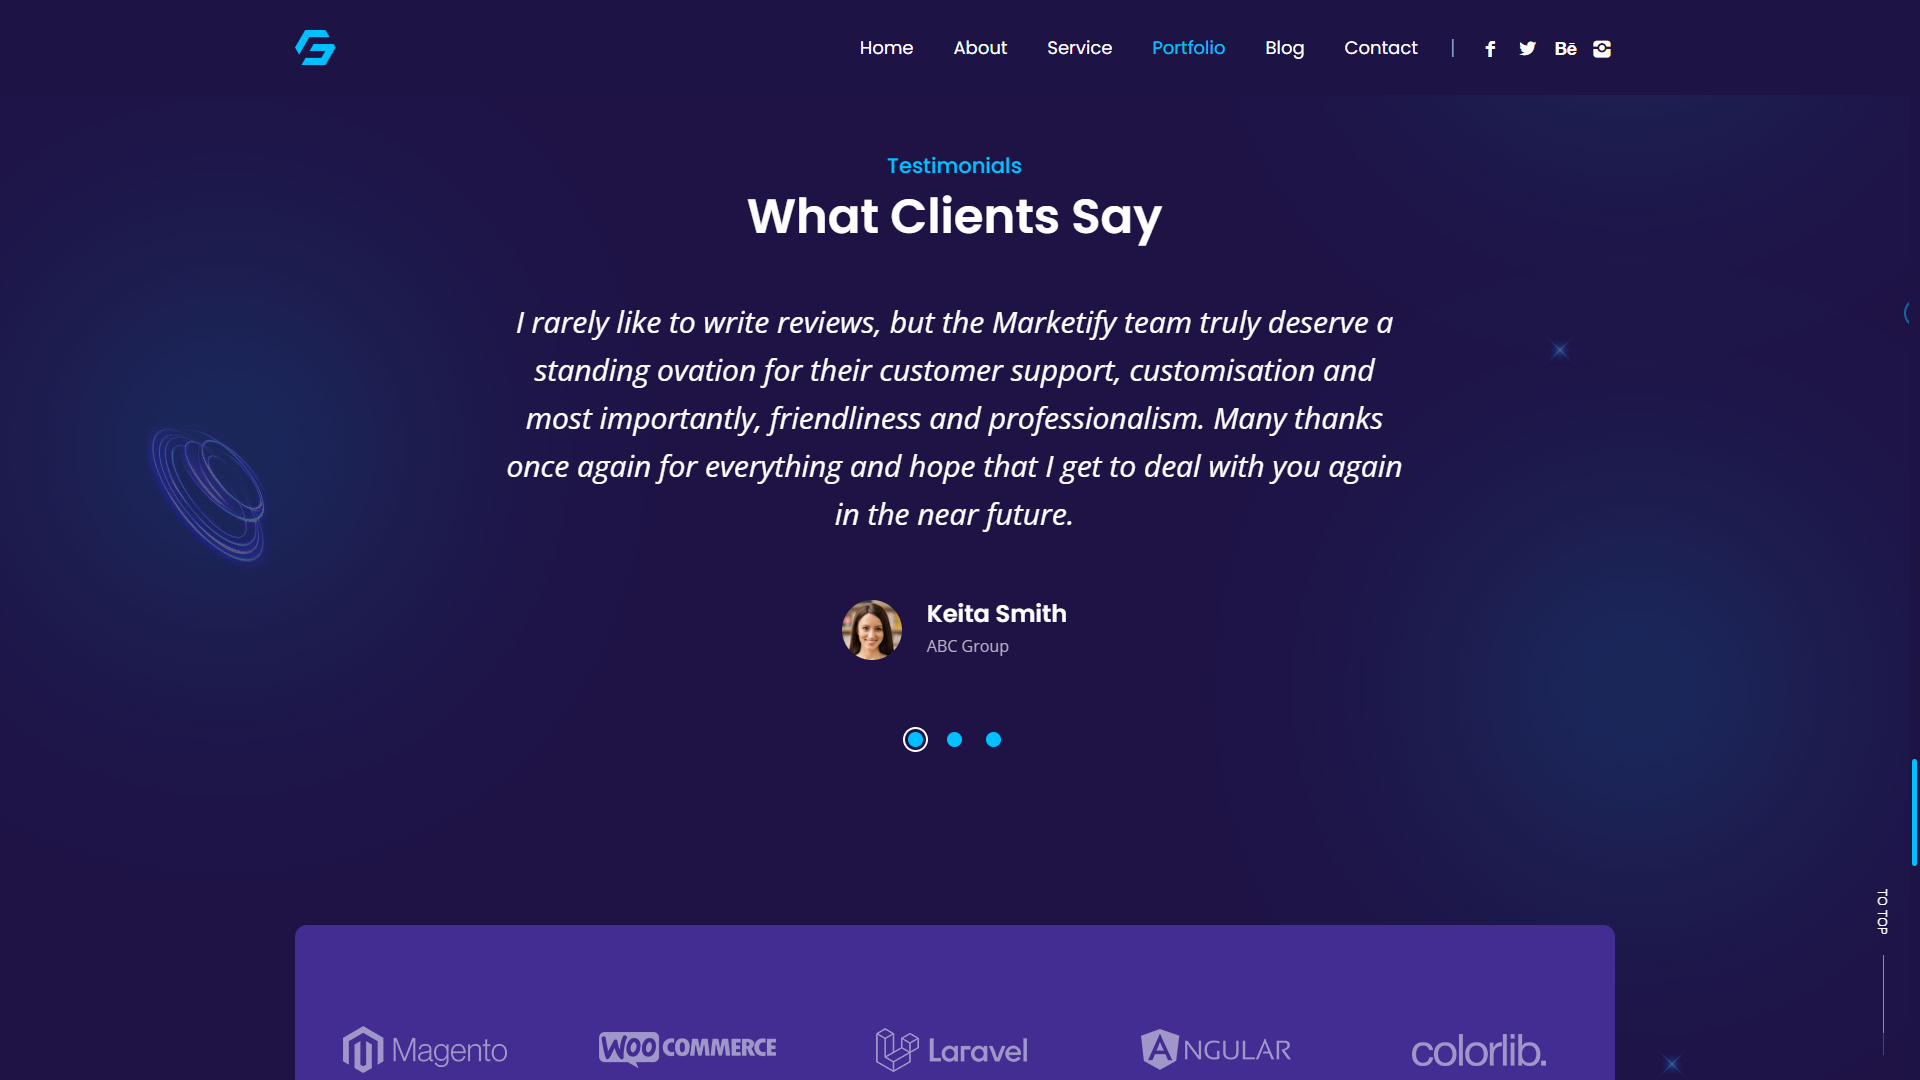 Home About Service Portfolio Blog Contact | Bē
Testimonials
What Clients Say
I rarely like to write reviews, but the Marketify team truly deserve a
standing ovation for their customer support, customisation and
most importantly, friendliness and professionalism. Many thanks
once again for everything and hope that I get to deal with you again
in the near future.
Keita Smith
ABC Group
TO TOP
Magento WOO COMMERCE Laravel ANGULAR colorlib.